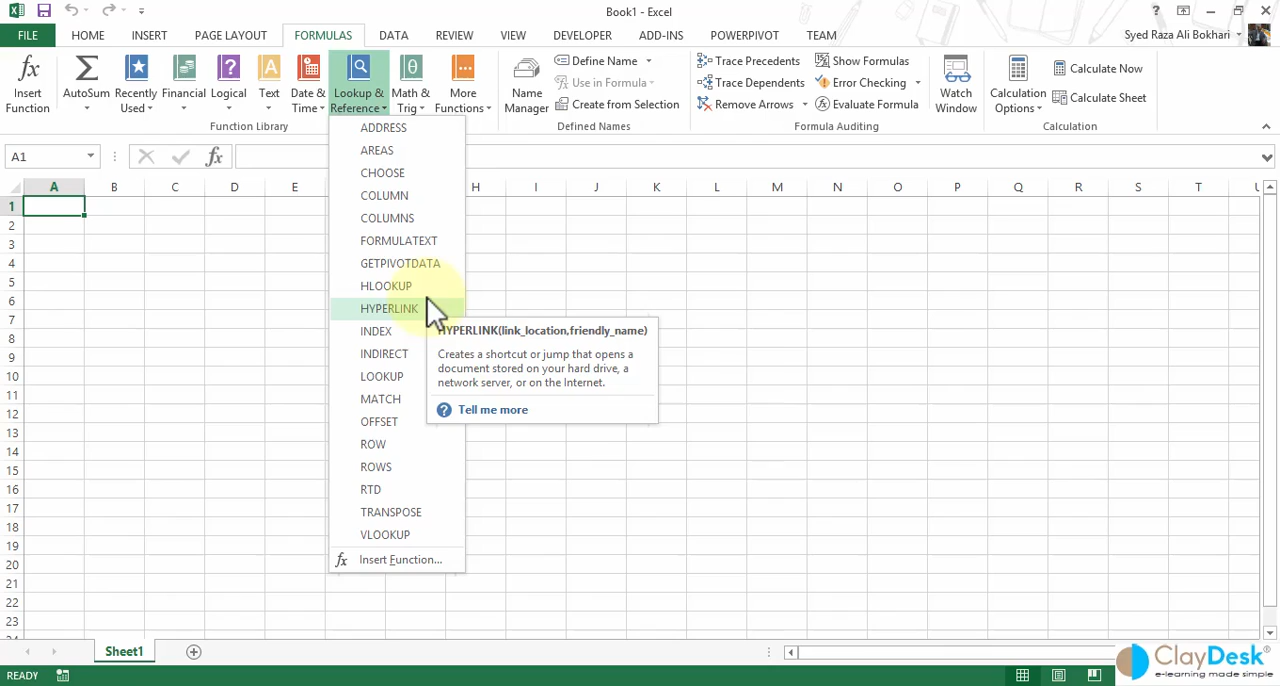 Book1 - Excel
?
FILE HOME INSERT PAGE LAYOUT FORMULAS DATA REVIEW VIEW DEVELOPER ADD-INS POWERPIVOT TEAM Syed Raza Ali Bokhari
fx Insert Function
Σ AutoSum
Recently Used
Financial
Logical
A Text
Date & Time
Lookup & Reference
θ Math & Trig
More Functions
Function Library
Name Manager
Define Name
Use in Formula
Create from Selection
Defined Names
Trace Precedents
Trace Dependents
Remove Arrows
Show Formulas
Error Checking
Evaluate Formula
Formula Auditing
Watch Window
Calculation Options
Calculate Now
Calculate Sheet
Calculation
A1 fx
A B C D E H I J K L M N O P Q R S T U
1
2
3
4
5
6
7
8
9
10
11
12
13
14
15
16
17
18
19
20
21
22
23
24
ADDRESS
AREAS
CHOOSE
COLUMN
COLUMNS
FORMULATEXT
GETPIVOTDATA
HLOOKUP
HYPERLINK
INDEX
INDIRECT
LOOKUP
MATCH
OFFSET
ROW
ROWS
RTD
TRANSPOSE
VLOOKUP
fx Insert Function...
HYPERLINK(link_location,friendly_name)
Creates a shortcut or jump that opens a
document stored on your hard drive, a
network server, or on the Internet.
? Tell me more
Sheet1
READY
ClayDesk®
e-learning made simple